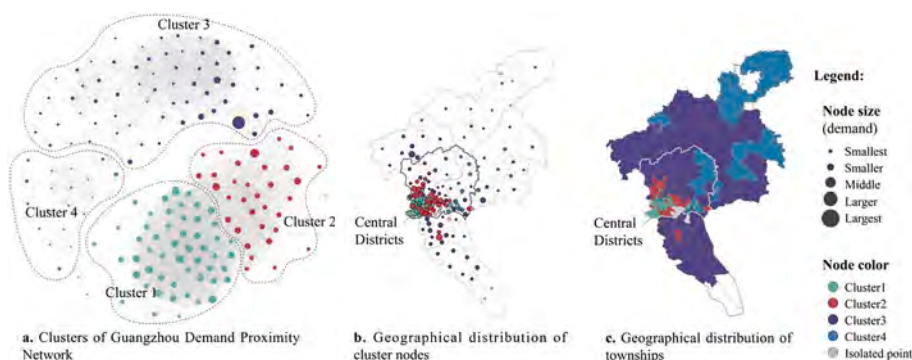 Cluster 3
Cluster 4
Cluster 2
Cluster 1
a. Clusters of Guangzhou Demand Proximity
Network
Central
Districts
b. Geographical distribution of
cluster nodes
Central
Districts
c. Geographical distribution of
townships
Legend:
Node size
(demand)
Smallest
Smaller
Middle
Larger
Largest
Node color
Cluster1
Cluster2
Cluster3
Cluster4
Isolated point